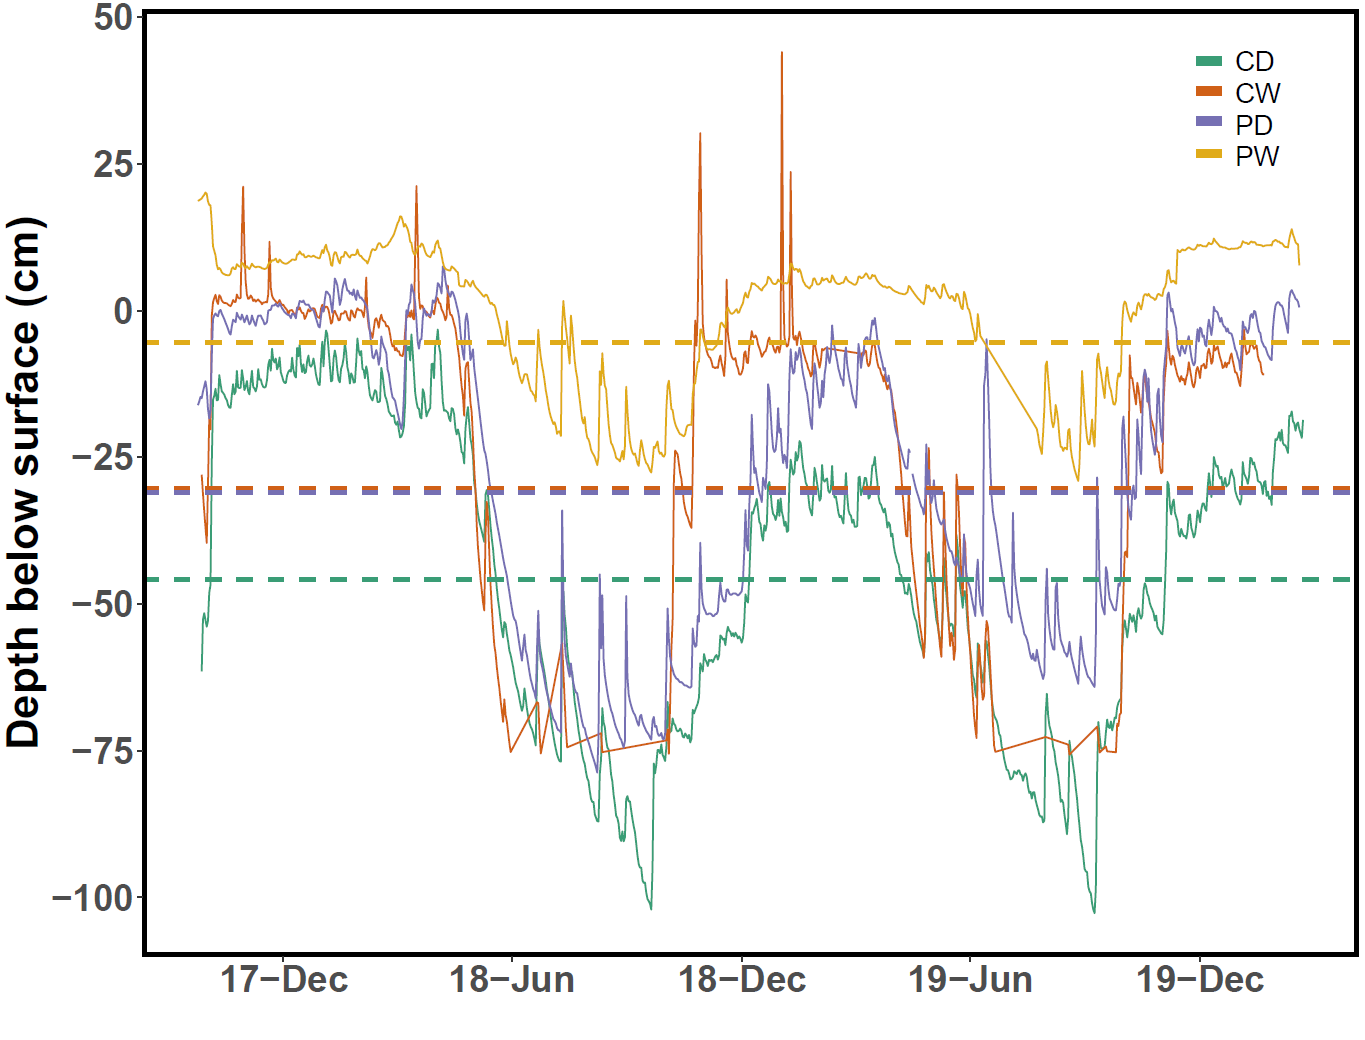 Depth below surface (cm)
50
25
0
−25
−50
−75
−100
CD
CW
PD
PW
17−Dec 18−Jun 18−Dec 19−Jun 19−Dec